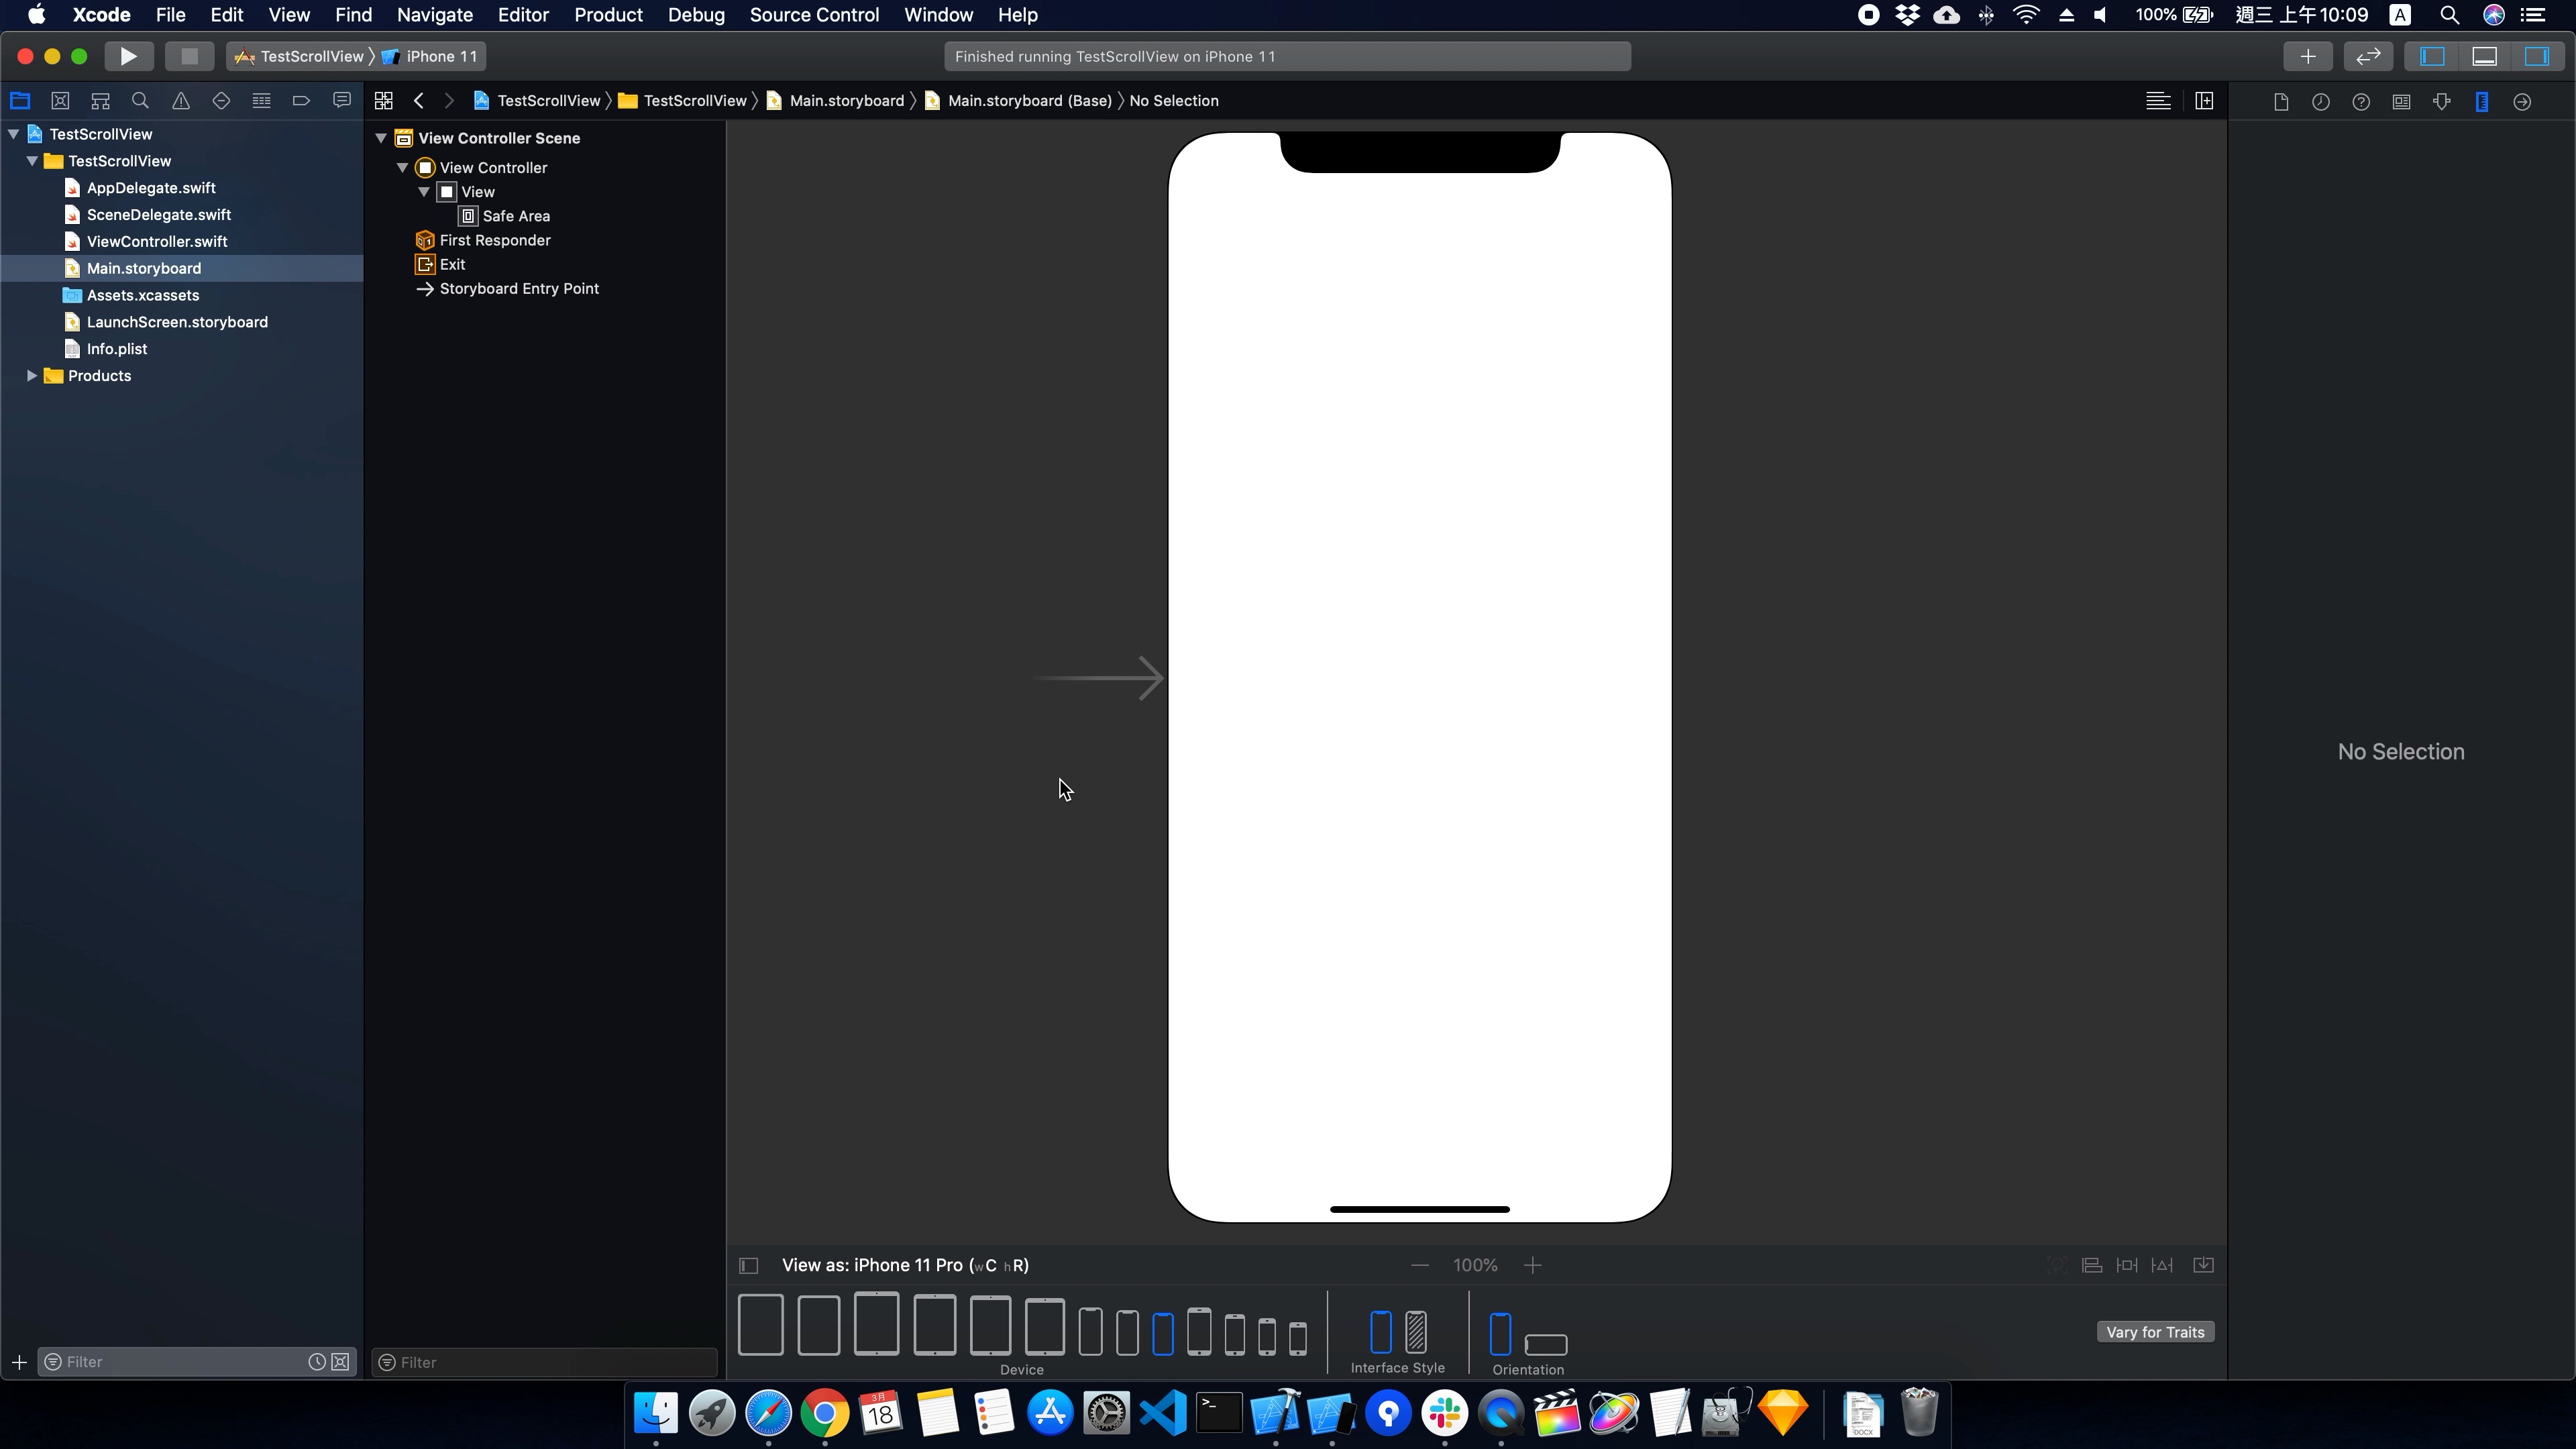 Xcode File Edit View Find Navigate Editor Product Debug Source Control Window Help 100% 週三 上午10:09 A
TestScrollView iPhone 11 Finished running TestScrollView on iPhone 11
TestScrollView TestScrollView Main.storyboard Main.storyboard (Base) No Selection
TestScrollView
TestScrollView
AppDelegate.swift
SceneDelegate.swift
ViewController.swift
Main.storyboard
Assets.xcassets
LaunchScreen.storyboard
Info.plist
Products
View Controller Scene
View Controller
View
Safe Area
First Responder
Exit
Storyboard Entry Point
No Selection
View as: iPhone 11 Pro (wC hR)
100%
Vary for Traits
Device
Interface Style
Orientation
Filter
Filter
3月
18
DOCX